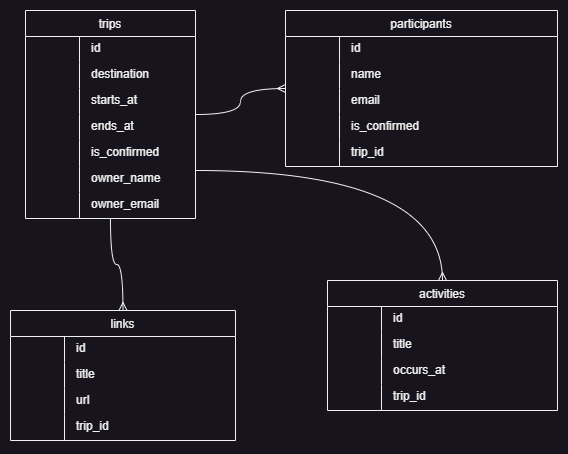 trips
id
destination
starts_at
ends_at
is_confirmed
owner_name
owner_email
participants
id
name
email
is_confirmed
trip_id
links
id
title
url
trip_id
activities
id
title
occurs_at
trip_id